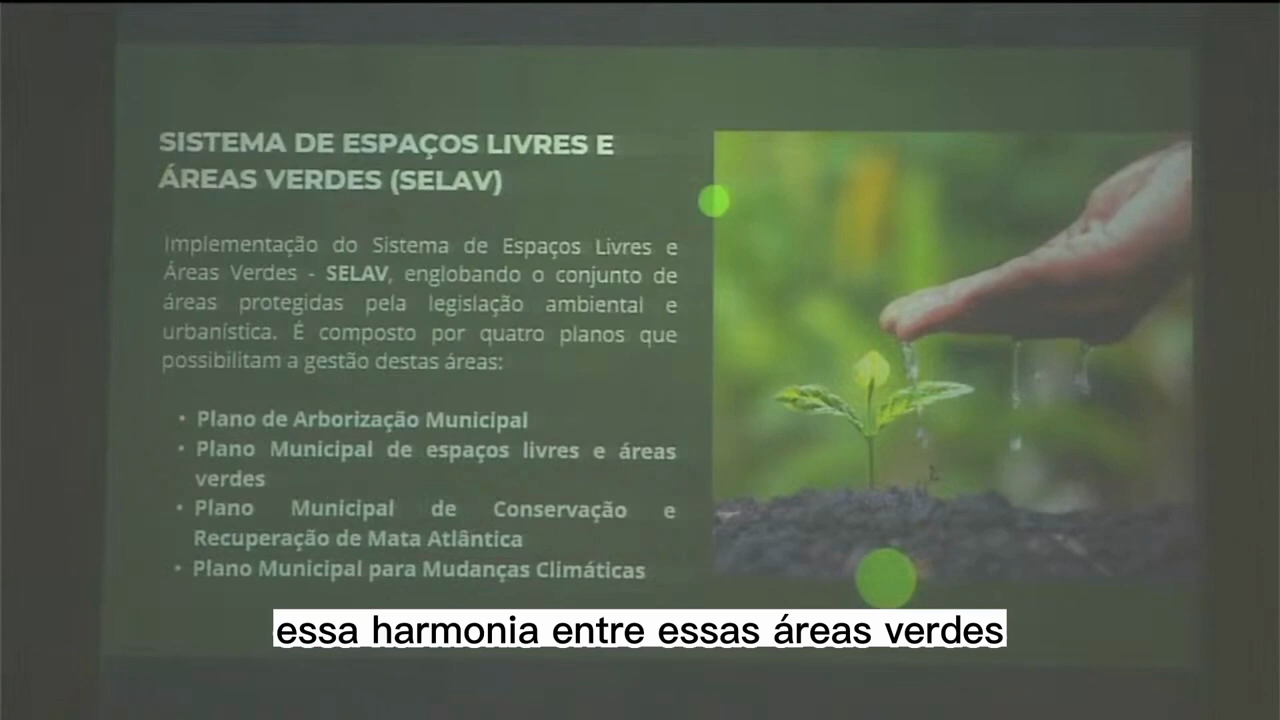 SISTEMA DE ESPAÇOS LIVRES E
ÁREAS VERDES (SELAV)
Implementação do Sistema de Espaços Livres e
Áreas Verdes - SELAV, englobando o conjunto de
áreas protegidas pela legislação ambiental e
urbanística. É composto por quatro planos que
possibilitam a gestão destas áreas:
• Plano de Arborização Municipal
• Plano Municipal de espaços livres e áreas
verdes
• Plano Municipal de Conservação e
Recuperação de Mata Atlântica
• Plano Municipal para Mudanças Climáticas
essa harmonia entre essas áreas verdes